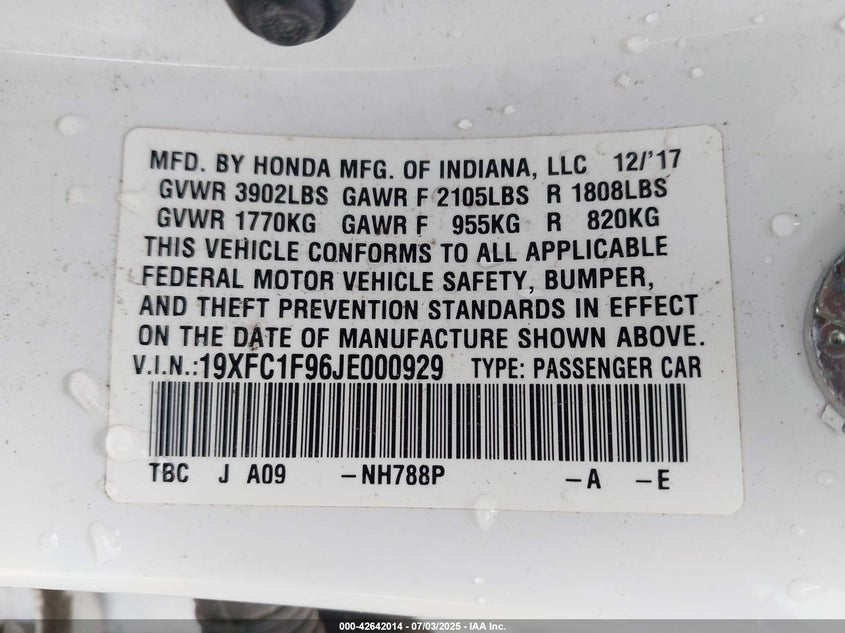 MFD. BY HONDA MFG. OF INDIANA, LLC 12/'17
GVWR 3902LBS GAWR F 2105LBS R 1808LBS
GVWR 1770KG GAWR F 955KG R 820KG
THIS VEHICLE CONFORMS TO ALL APPLICABLE
FEDERAL MOTOR VEHICLE SAFETY, BUMPER,
AND THEFT PREVENTION STANDARDS IN EFFECT
ON THE DATE OF MANUFACTURE SHOWN ABOVE.
V.I.N.:19XFC1F96JE000929 TYPE: PASSENGER CAR
TBC J A09 -NH788P -A -E
000-42642014 - 07/03/2025 - IAA Inc.